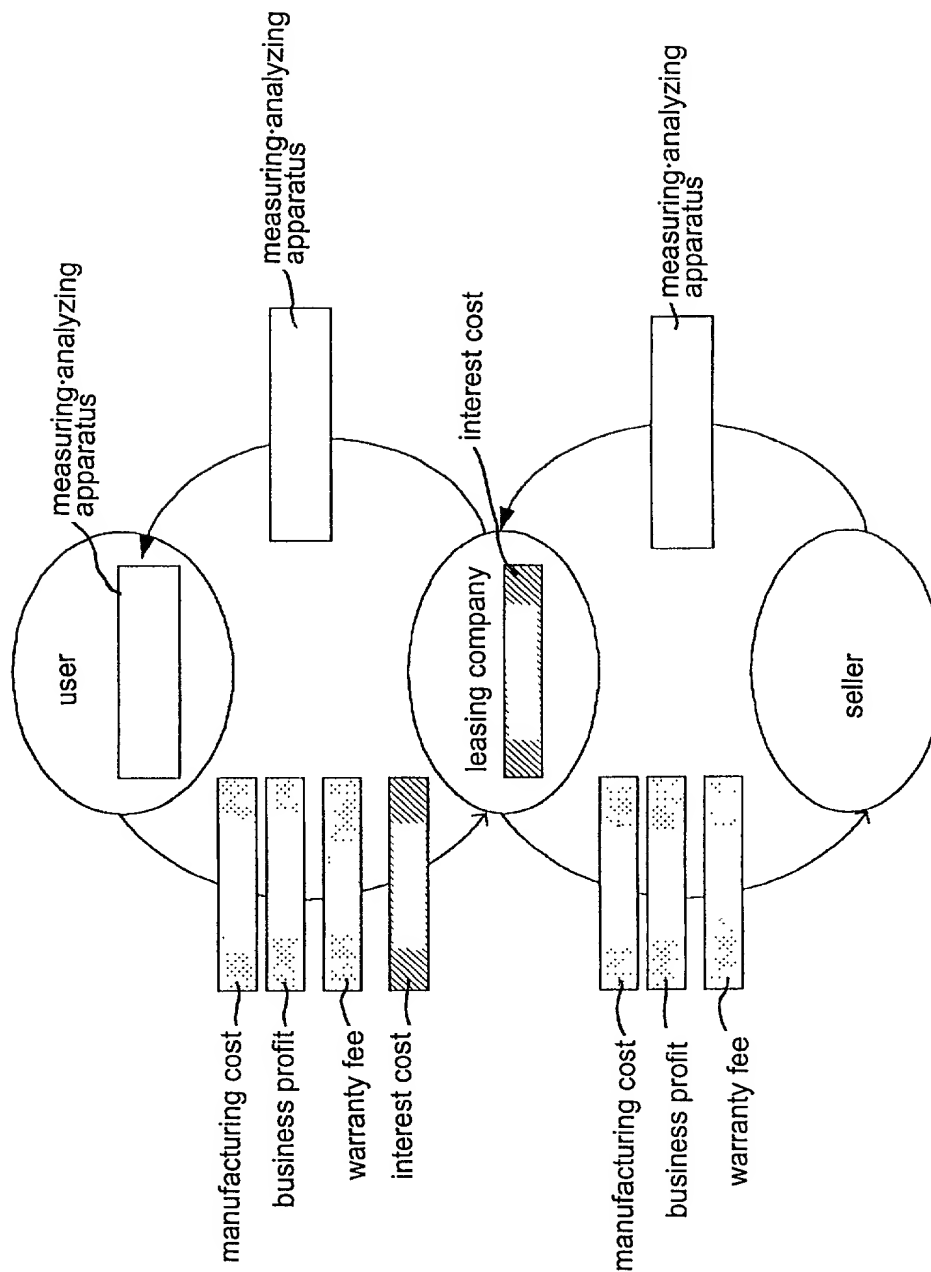 user
measuring·analyzing
apparatus
measuring·analyzing
apparatus
manufacturing cost
business profit
warranty fee
interest cost
leasing company
interest cost
measuring·analyzing
apparatus
manufacturing cost
business profit
warranty fee
seller